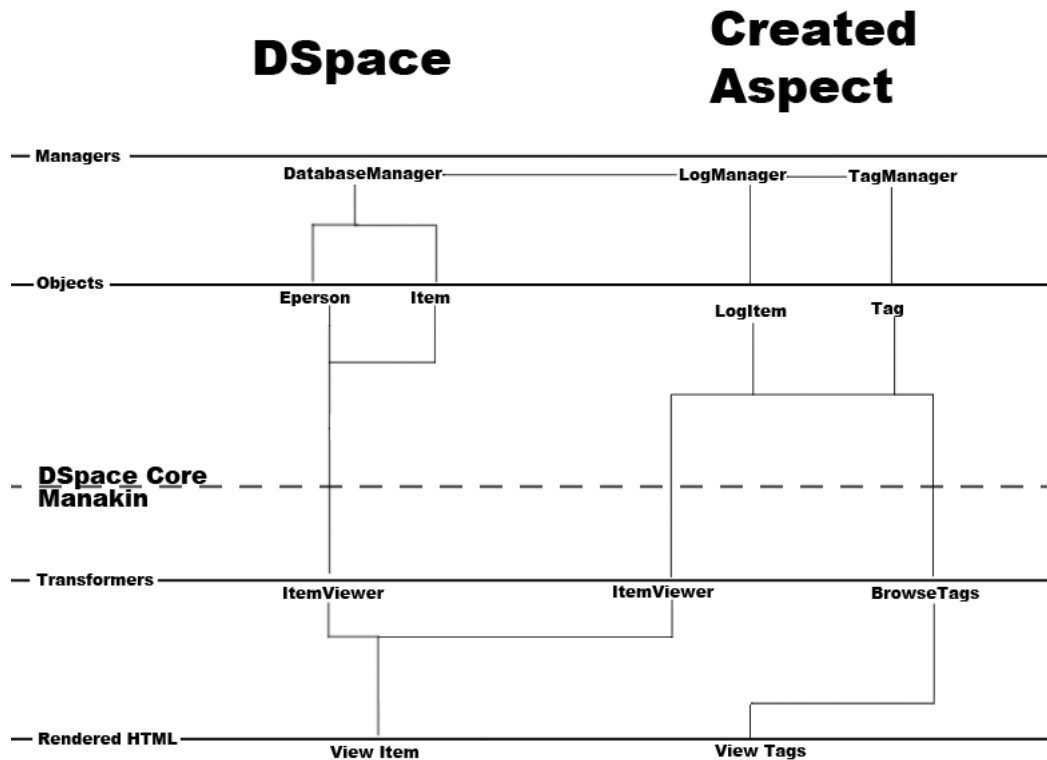 DSpace
Created
Aspect
Managers
DatabaseManager LogManager TagManager
Objects
Eperson Item LogItem Tag
DSpace Core
Manakin
Transformers
ItemViewer ItemViewer BrowseTags
Rendered HTML
View Item View Tags